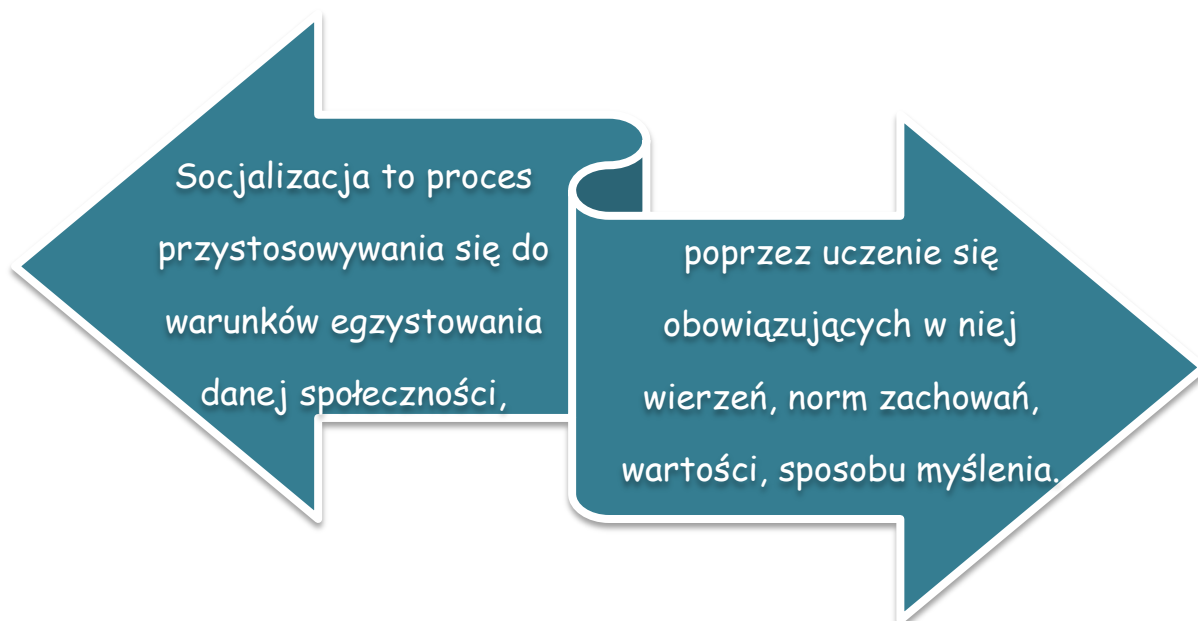 Socjalizacja to proces
przystosowywania się do
warunków egzystowania
danej społeczności,
poprzez uczenie się
obowiązujących w niej
wierzeń, norm zachowań,
wartości, sposobu myślenia.